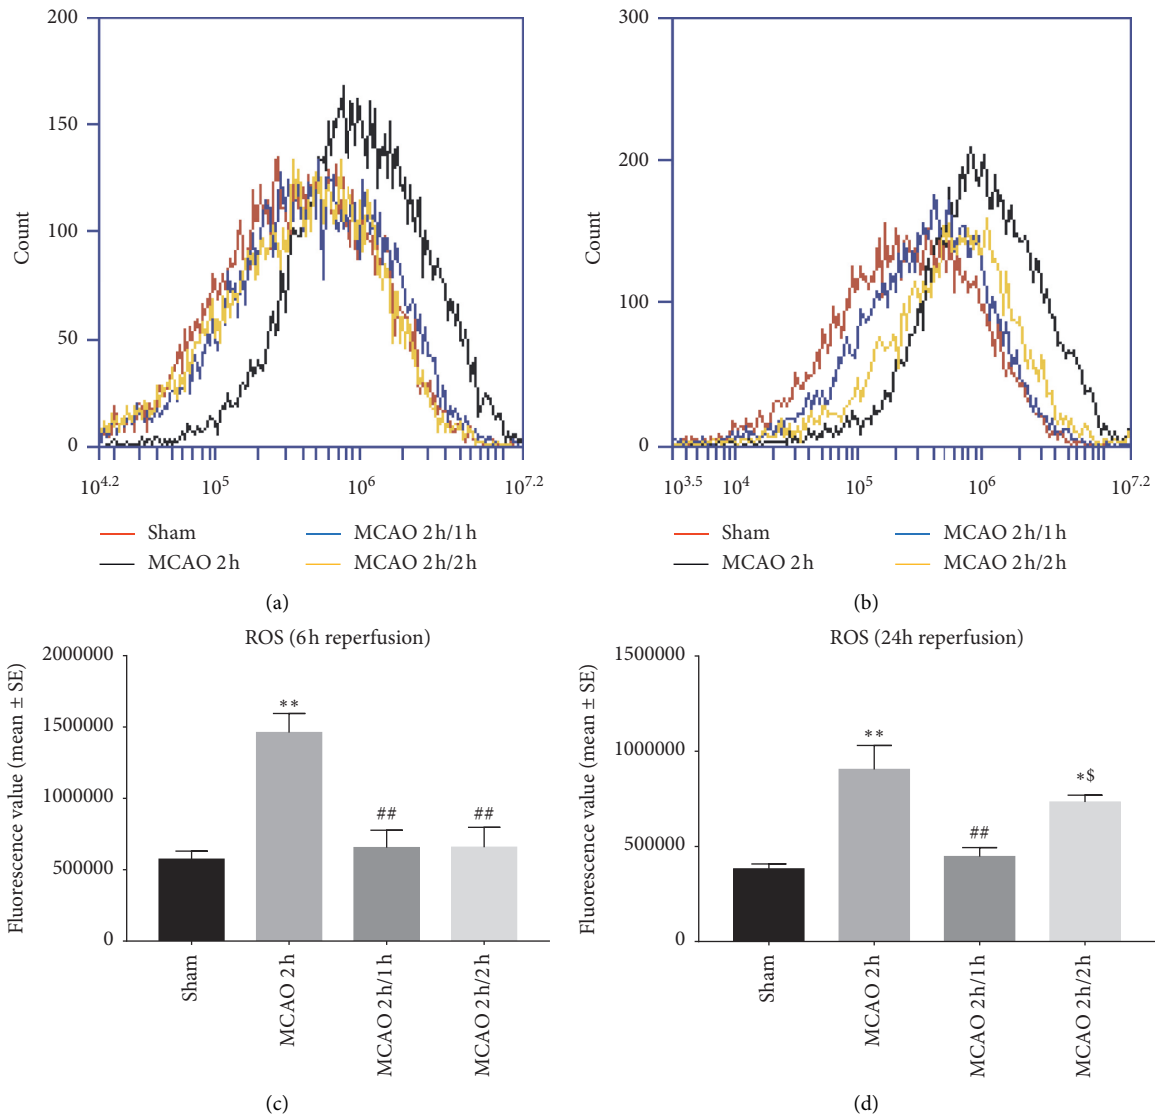 200
150
100
50
0
Count
10^4.2 10^5 10^6 10^7.2
Sham
MCAO 2h
MCAO 2h/1h
MCAO 2h/2h
(a)
300
200
100
0
Count
10^3.5 10^4 10^5 10^6 10^7.2
Sham
MCAO 2h
MCAO 2h/1h
MCAO 2h/2h
(b)
ROS (6h reperfusion)
2000000
1500000
1000000
500000
0
Fluorescence value (mean ± SE)
**
##
##
Sham
MCAO 2h
MCAO 2h/1h
MCAO 2h/2h
(c)
ROS (24h reperfusion)
1500000
1000000
500000
0
Fluorescence value (mean ± SE)
**
##
*$
Sham
MCAO 2h
MCAO 2h/1h
MCAO 2h/2h
(d)